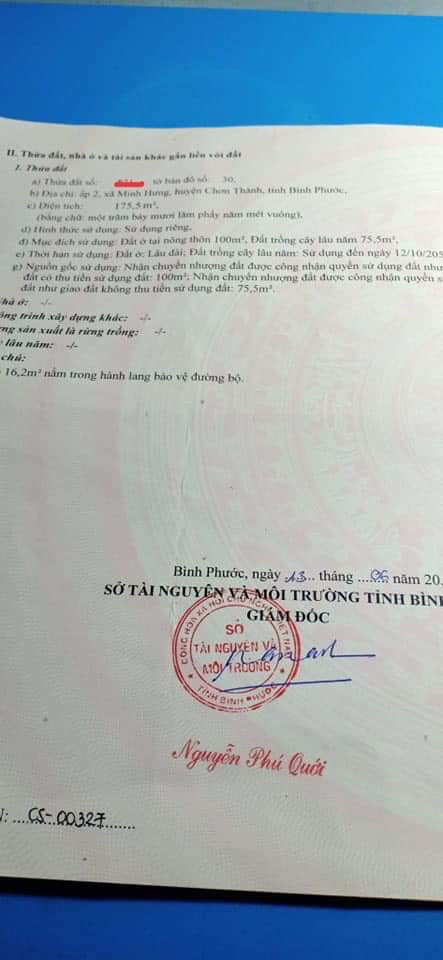 II. Thửa đất, nhà ở và tài sản khác gắn liền với đất
1. Thửa đất
a) Thửa đất số: tờ bản đồ số: 30,
b) Địa chỉ: ấp 2, xã Minh Hưng, huyện Chơn Thành, tỉnh Bình Phước,
c) Diện tích: 175,5m²,
(bằng chữ: một trăm bảy mươi lăm phẩy năm mét vuông),
d) Hình thức sử dụng: Sử dụng riêng,
đ) Mục đích sử dụng: Đất ở tại nông thôn 100m², Đất trồng cây lâu năm 75,5m²,
e) Thời hạn sử dụng: Đất ở: Lâu dài; Đất trồng cây lâu năm: Sử dụng đến ngày 12/10/205
g) Nguồn gốc sử dụng: Nhận chuyển nhượng đất được công nhận quyền sử dụng đất như
đất có thu tiền sử dụng đất: 100m²; Nhận chuyển nhượng đất được công nhận quyền s
đất như giao đất không thu tiền sử dụng đất: 75,5m².
hà ở: -/-
ông trình xây dựng khác: -/-
ng sản xuất là rừng trồng: -/-
lâu năm: -/-
chú:
16,2m² nằm trong hành lang bảo vệ đường bộ.
Bình Phước, ngày 13 tháng 06 năm 20
SỞ TÀI NGUYÊN VÀ MÔI TRƯỜNG TỈNH BÌNH
GIÁM ĐỐC
CỘNG HÒA XÃ HỘI CHỦ NGHĨA VIỆT NAM
SỞ
TÀI NGUYÊN VÀ
MÔI TRƯỜNG
TỈNH BÌNH PHƯỚC
Nguyễn Phú Quới
: CS-00327